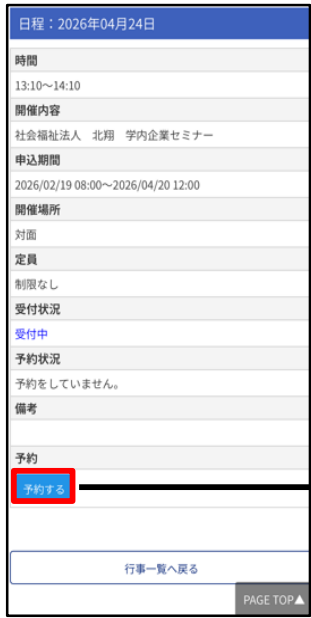 日程：2026年04月24日
時間
13:10～14:10
開催内容
社会福祉法人　北翔　学内企業セミナー
申込期間
2026/02/19 08:00～2026/04/20 12:00
開催場所
対面
定員
制限なし
受付状況
受付中
予約状況
予約をしていません。
備考
予約
予約する
行事一覧へ戻る
PAGE TOP▲